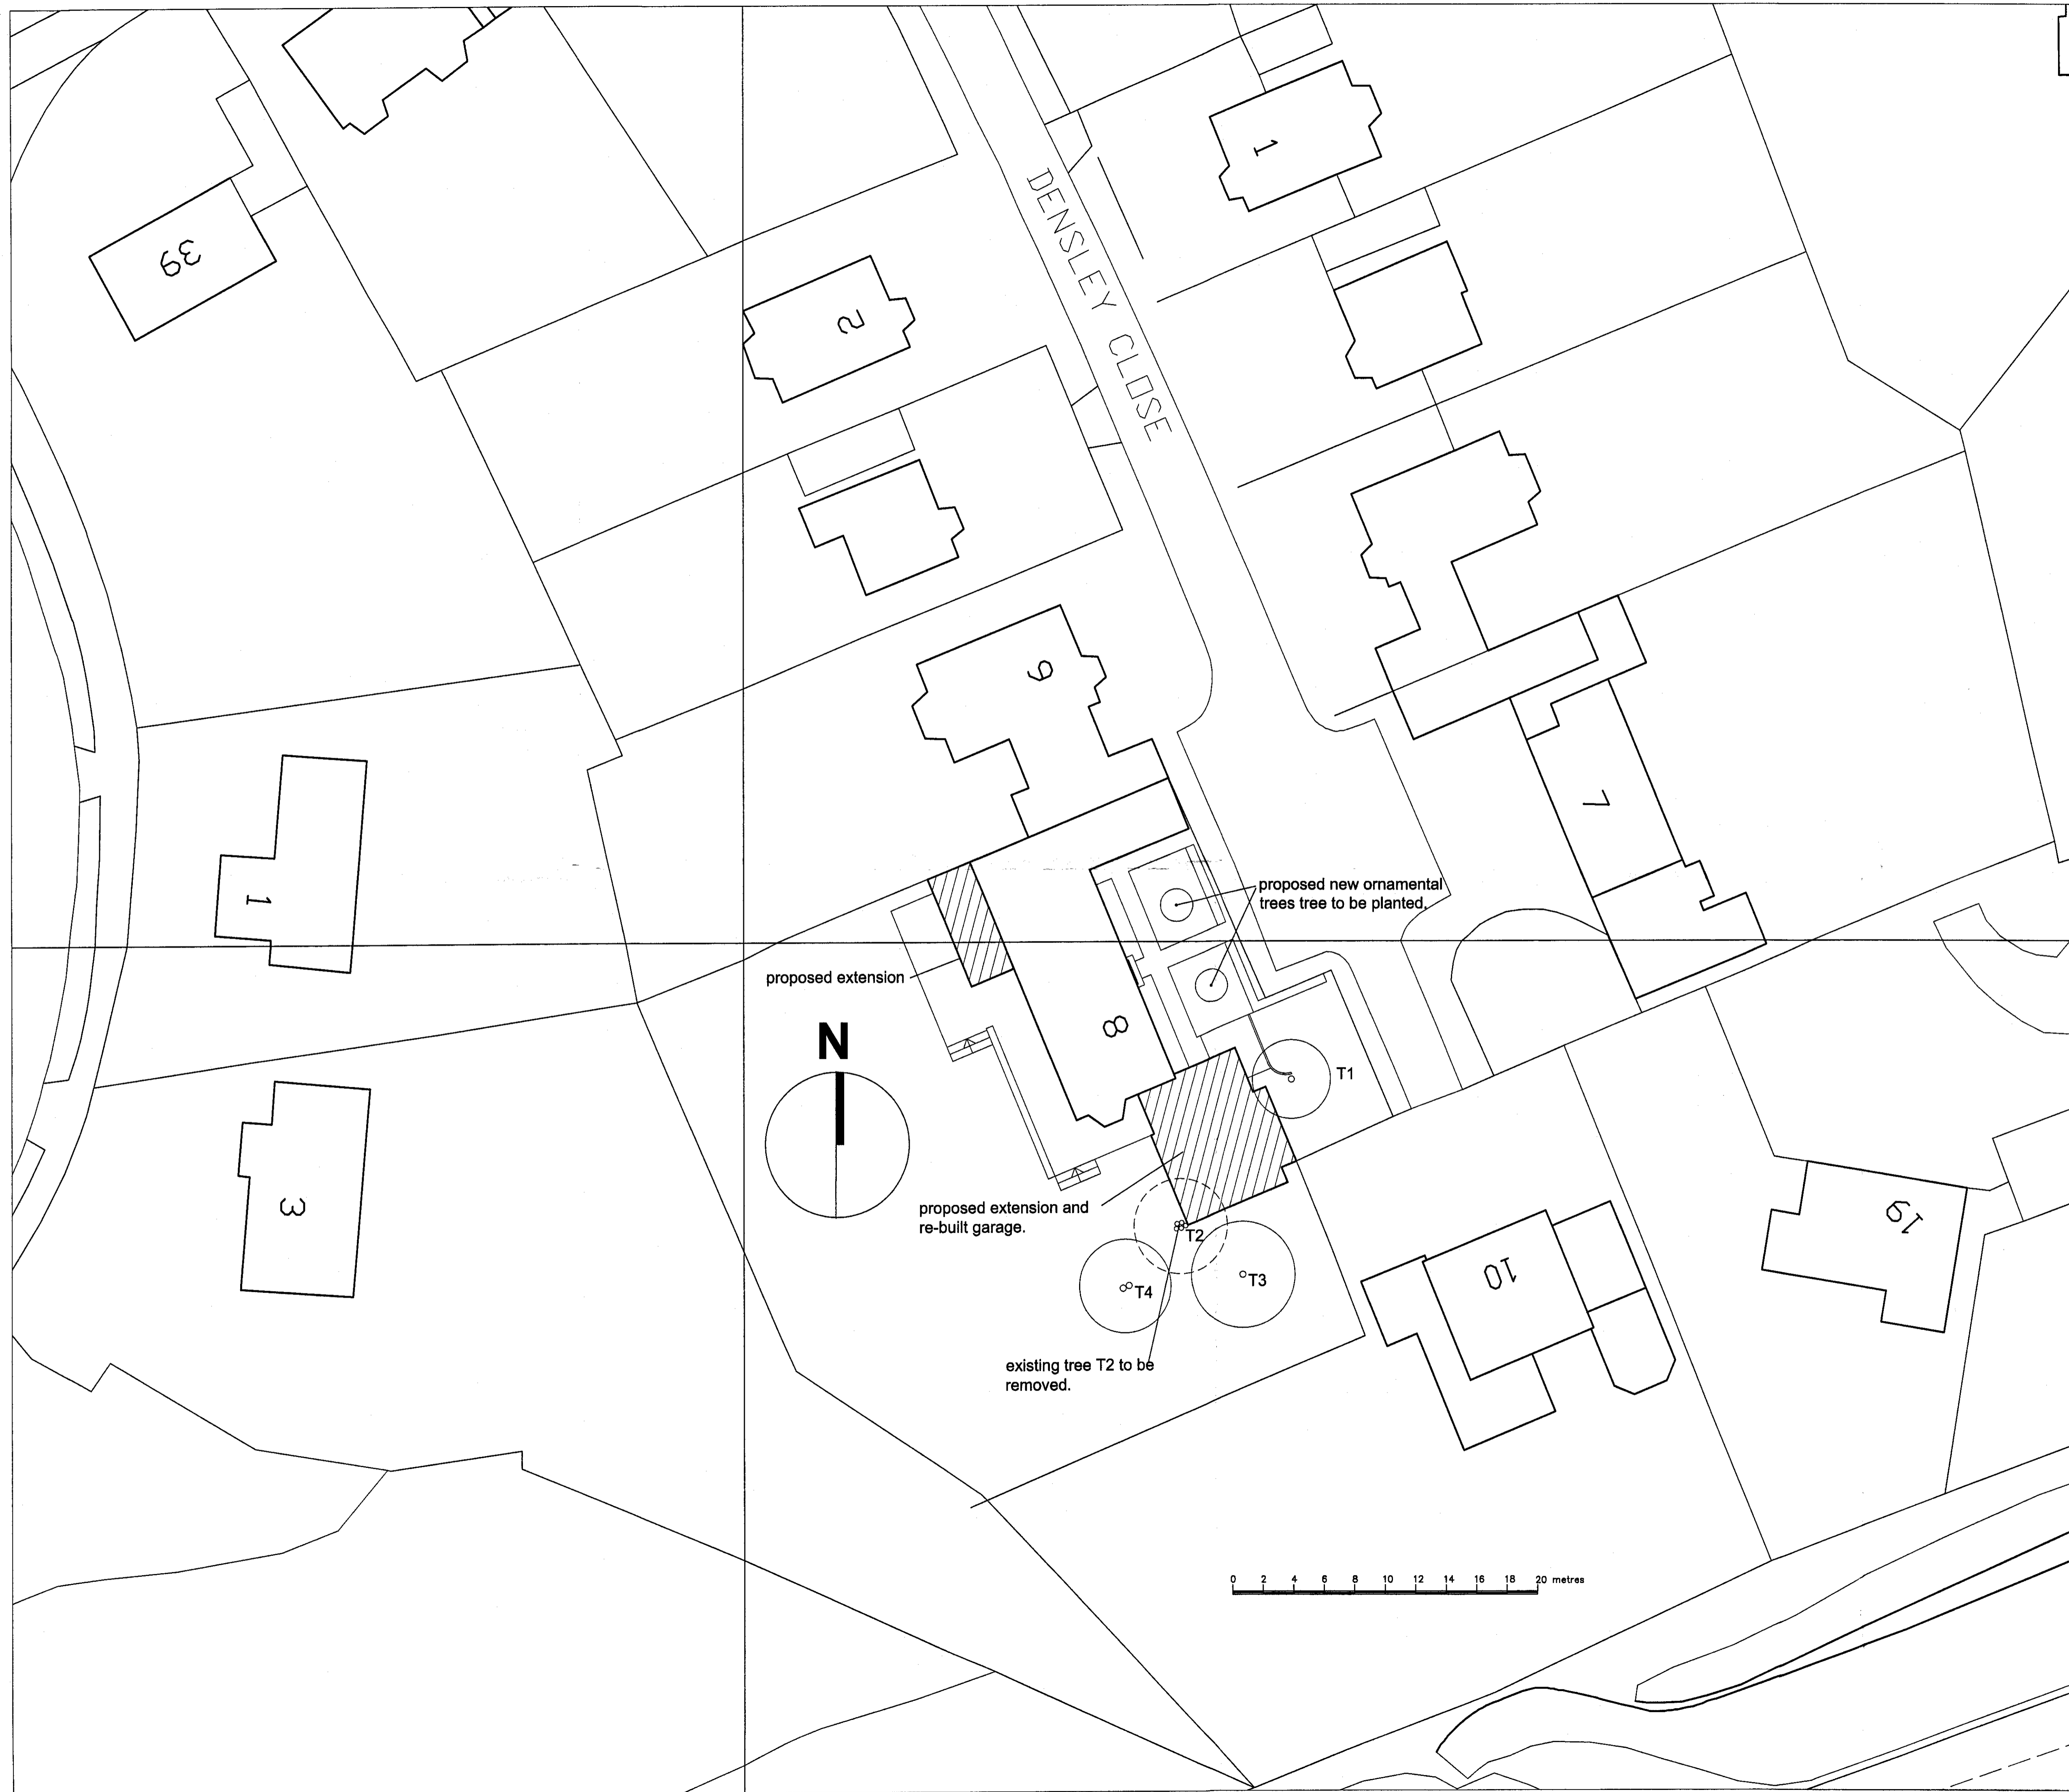 39
1
DENSLEY CLOSE
2
6
7
1
proposed new ornamental
trees tree to be planted.
proposed extension
N
8
T1
3
proposed extension and
re-built garage.
T2
T3
T4
10
19
existing tree T2 to be
removed.
0 2 4 6 8 10 12 14 16 18 20 metres